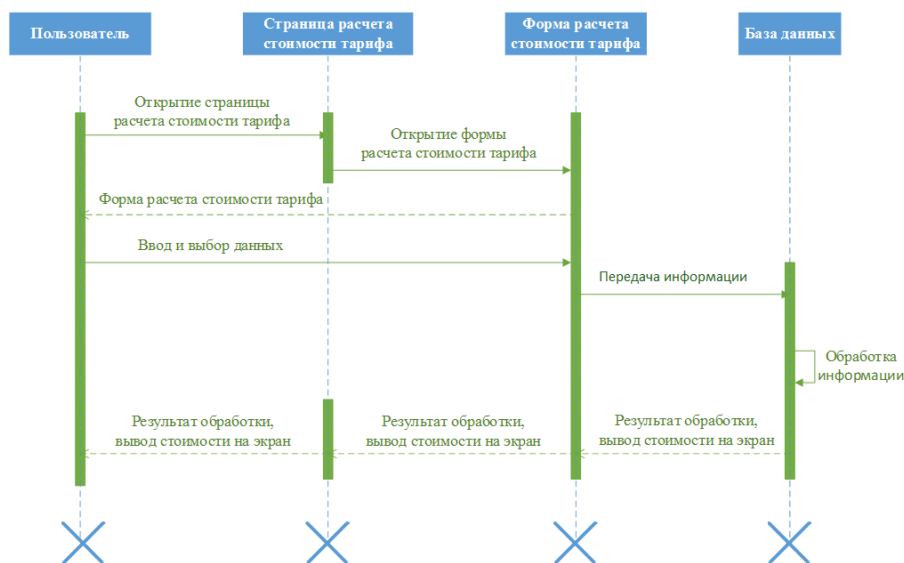 Пользователь
Страница расчета
стоимости тарифа
Форма расчета
стоимости тарифа
База данных
Открытие страницы
расчета стоимости тарифа
Открытие формы
расчета стоимости тарифа
Форма расчета стоимости тарифа
Ввод и выбор данных
Передача информации
Обработка
информации
Результат обработки,
вывод стоимости на экран
Результат обработки,
вывод стоимости на экран
Результат обработки,
вывод стоимости на экран